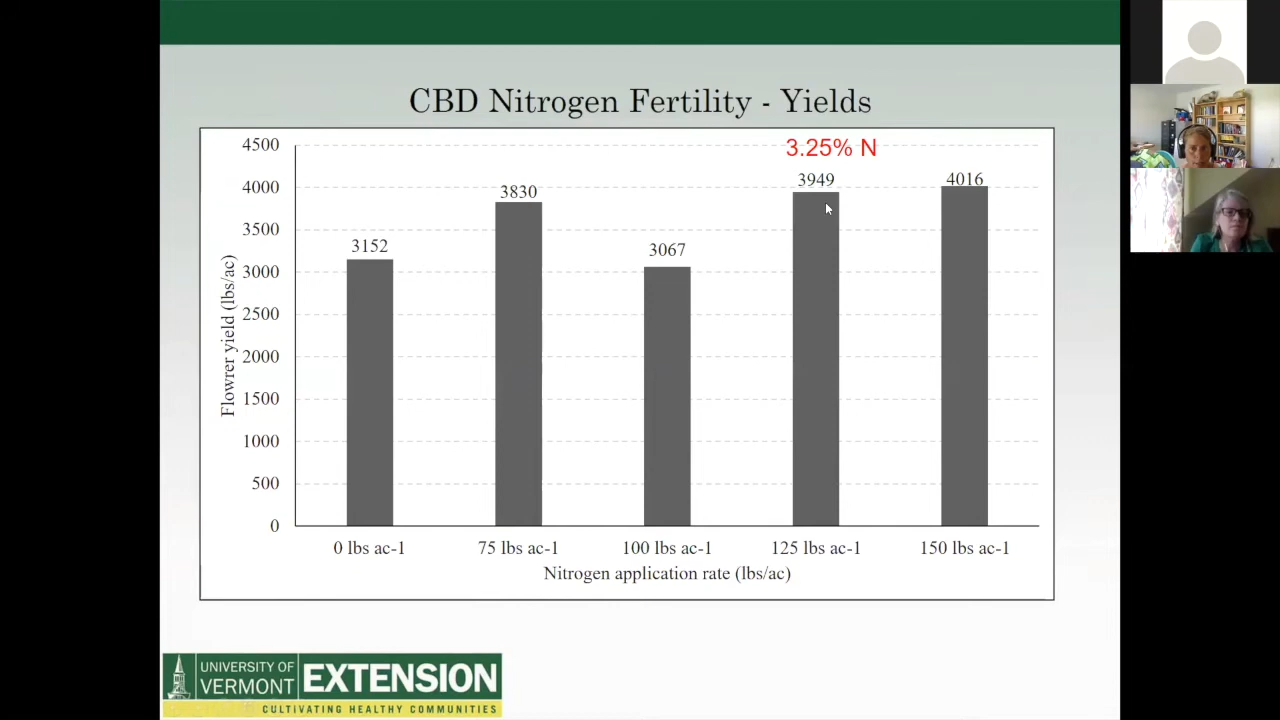 CBD Nitrogen Fertility - Yields
3.25% N
4500
4000
3500
3000
2500
2000
1500
1000
500
0
Flowrer yield (lbs/ac)
3152
3830
3067
3949
4016
0 lbs ac-1
75 lbs ac-1
100 lbs ac-1
125 lbs ac-1
150 lbs ac-1
Nitrogen application rate (lbs/ac)
UNIVERSITY OF
VERMONT
EXTENSION
CULTIVATING HEALTHY COMMUNITIES